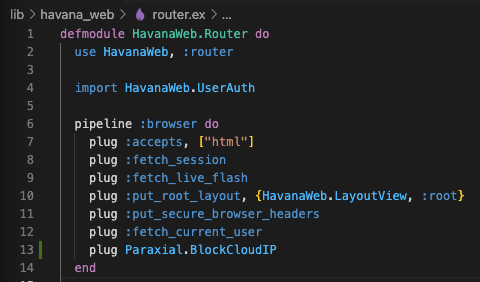 lib > havana_web > router.ex > ...
1 defmodule HavanaWeb.Router do
2 use HavanaWeb, :router
3
4 import HavanaWeb.UserAuth
5
6 pipeline :browser do
7 plug :accepts, ["html"]
8 plug :fetch_session
9 plug :fetch_live_flash
10 plug :put_root_layout, {HavanaWeb.LayoutView, :root}
11 plug :put_secure_browser_headers
12 plug :fetch_current_user
13 plug Paraxial.BlockCloudIP
14 end